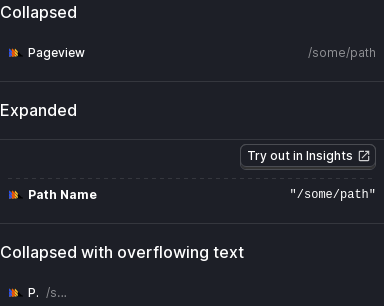 Collapsed
Pageview /some/path
Expanded
Try out in Insights
Path Name "/some/path"
Collapsed with overflowing text
P. /s...